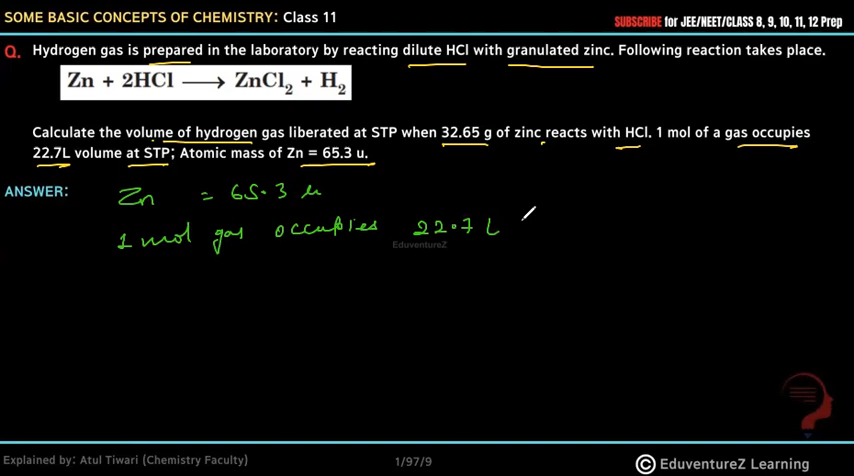 SOME BASIC CONCEPTS OF CHEMISTRY: Class 11
SUBSCRIBE for JEE/NEET/CLASS 8, 9, 10, 11, 12 Prep
Q. Hydrogen gas is prepared in the laboratory by reacting dilute HCl with granulated zinc. Following reaction takes place.
Zn + 2HCl ⟶ ZnCl₂ + H₂
Calculate the volume of hydrogen gas liberated at STP when 32.65 g of zinc reacts with HCl. 1 mol of a gas occupies
22.7L volume at STP; Atomic mass of Zn = 65.3 u.
ANSWER: Zn = 65.3 u
1 mol gas occupies 22.7 L
EduventureZ
Explained by: Atul Tiwari (Chemistry Faculty)
1/97/9
© EduventureZ Learning